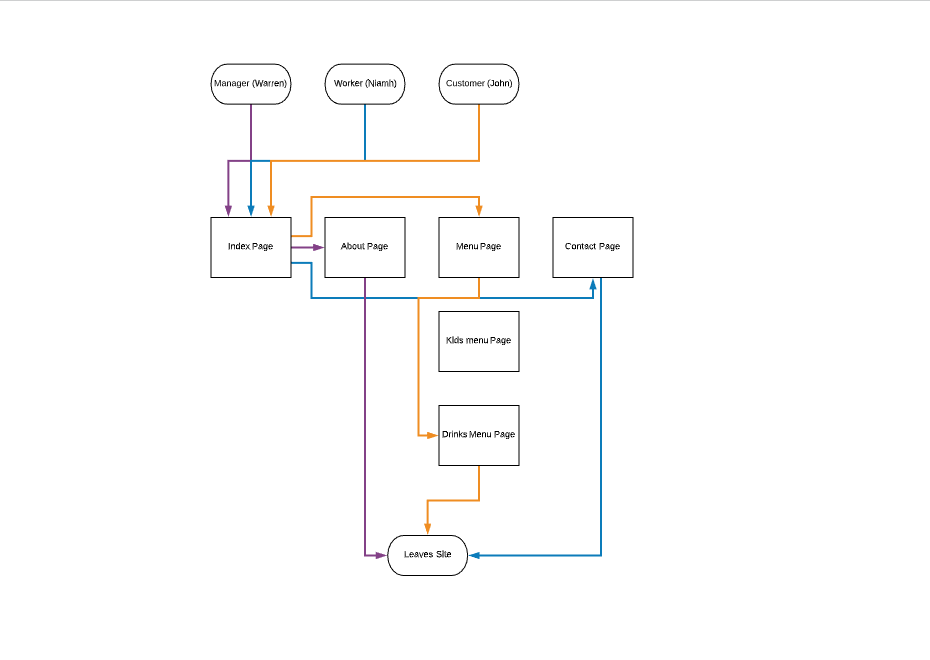 Manager (Warren)
Worker (Niamh)
Customer (John)
Index Page
About Page
Menu Page
Contact Page
Kids menu Page
Drinks Menu Page
Leaves Site